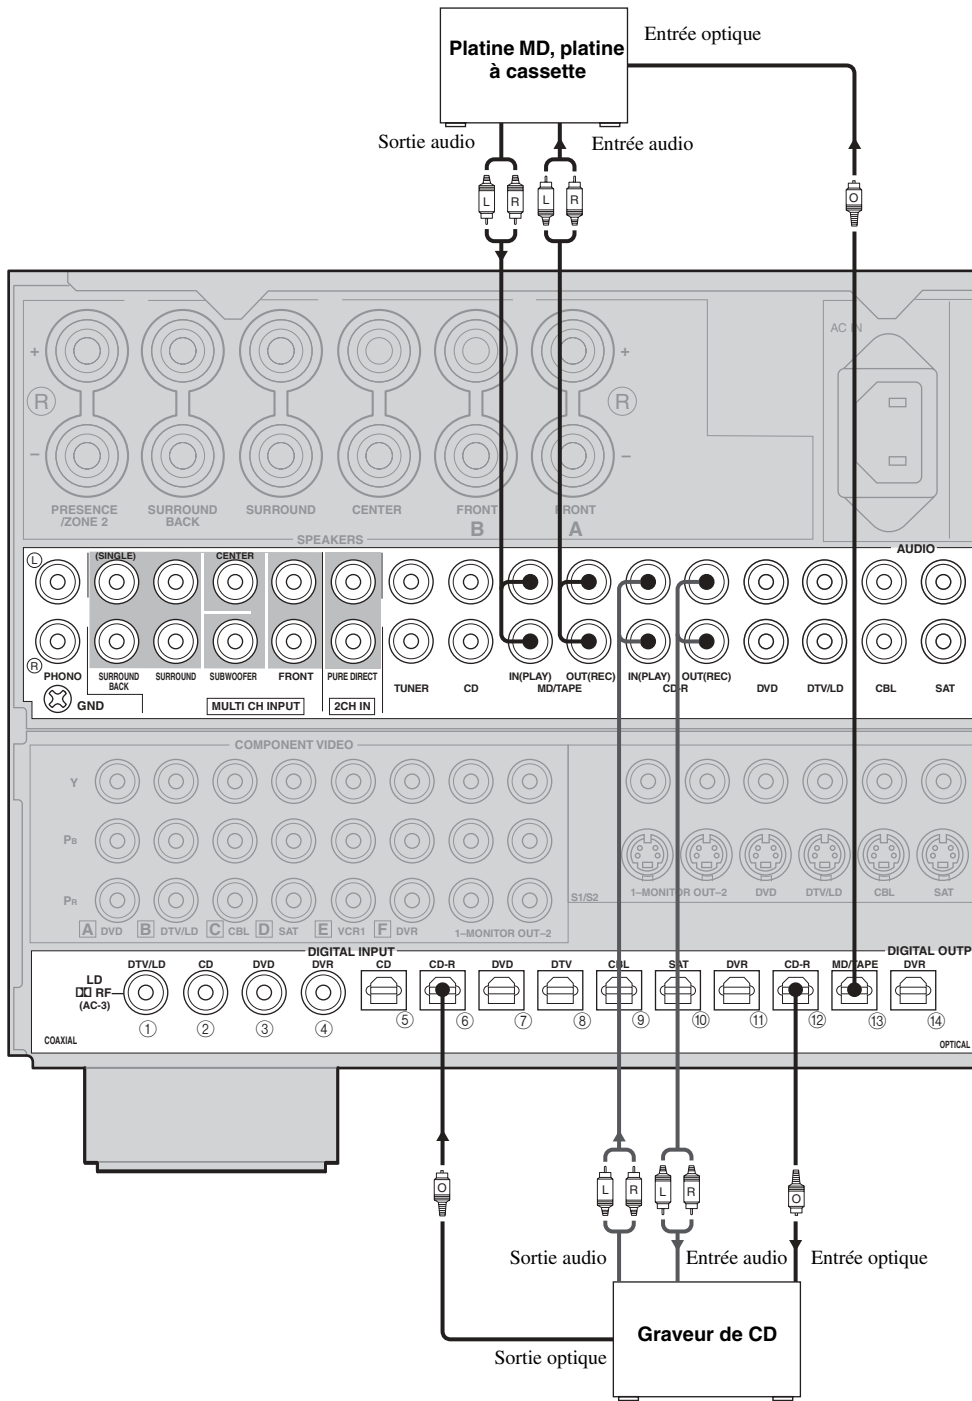 Platine MD, platine
à cassette
Entrée optique
Sortie audio
Entrée audio
L R L R
O
AC IN
+ +
R R
– –
PRESENCE
/ZONE 2
SURROUND
BACK
SURROUND
CENTER
FRONT
B
FRONT
A
SPEAKERS
AUDIO
L
(SINGLE)
CENTER
R
PHONO
SURROUND
BACK
SURROUND
SUBWOOFER
FRONT
PURE DIRECT
TUNER
CD
IN(PLAY) OUT(REC)
MD/TAPE
IN(PLAY) OUT(REC)
CD-R
DVD
DTV/LD
CBL
SAT
GND
MULTI CH INPUT
2CH IN
COMPONENT VIDEO
Y
PB
PR
A DVD B DTV/LD C CBL D SAT E VCR1 F DVR 1–MONITOR OUT–2
S1/S2
1–MONITOR OUT–2 DVD DTV/LD CBL SAT
DIGITAL INPUT
DIGITAL OUTP
DTV/LD CD DVD DVR CD CD-R DVD DTV CBL SAT DVR CD-R MD/TAPE DVR
LD
RF
(AC-3)
① ② ③ ④ ⑤ ⑥ ⑦ ⑧ ⑨ ⑩ ⑪ ⑫ ⑬ ⑭
COAXIAL
OPTICAL
O L R L R O
Sortie audio
Entrée audio
Entrée optique
Graveur de CD
Sortie optique